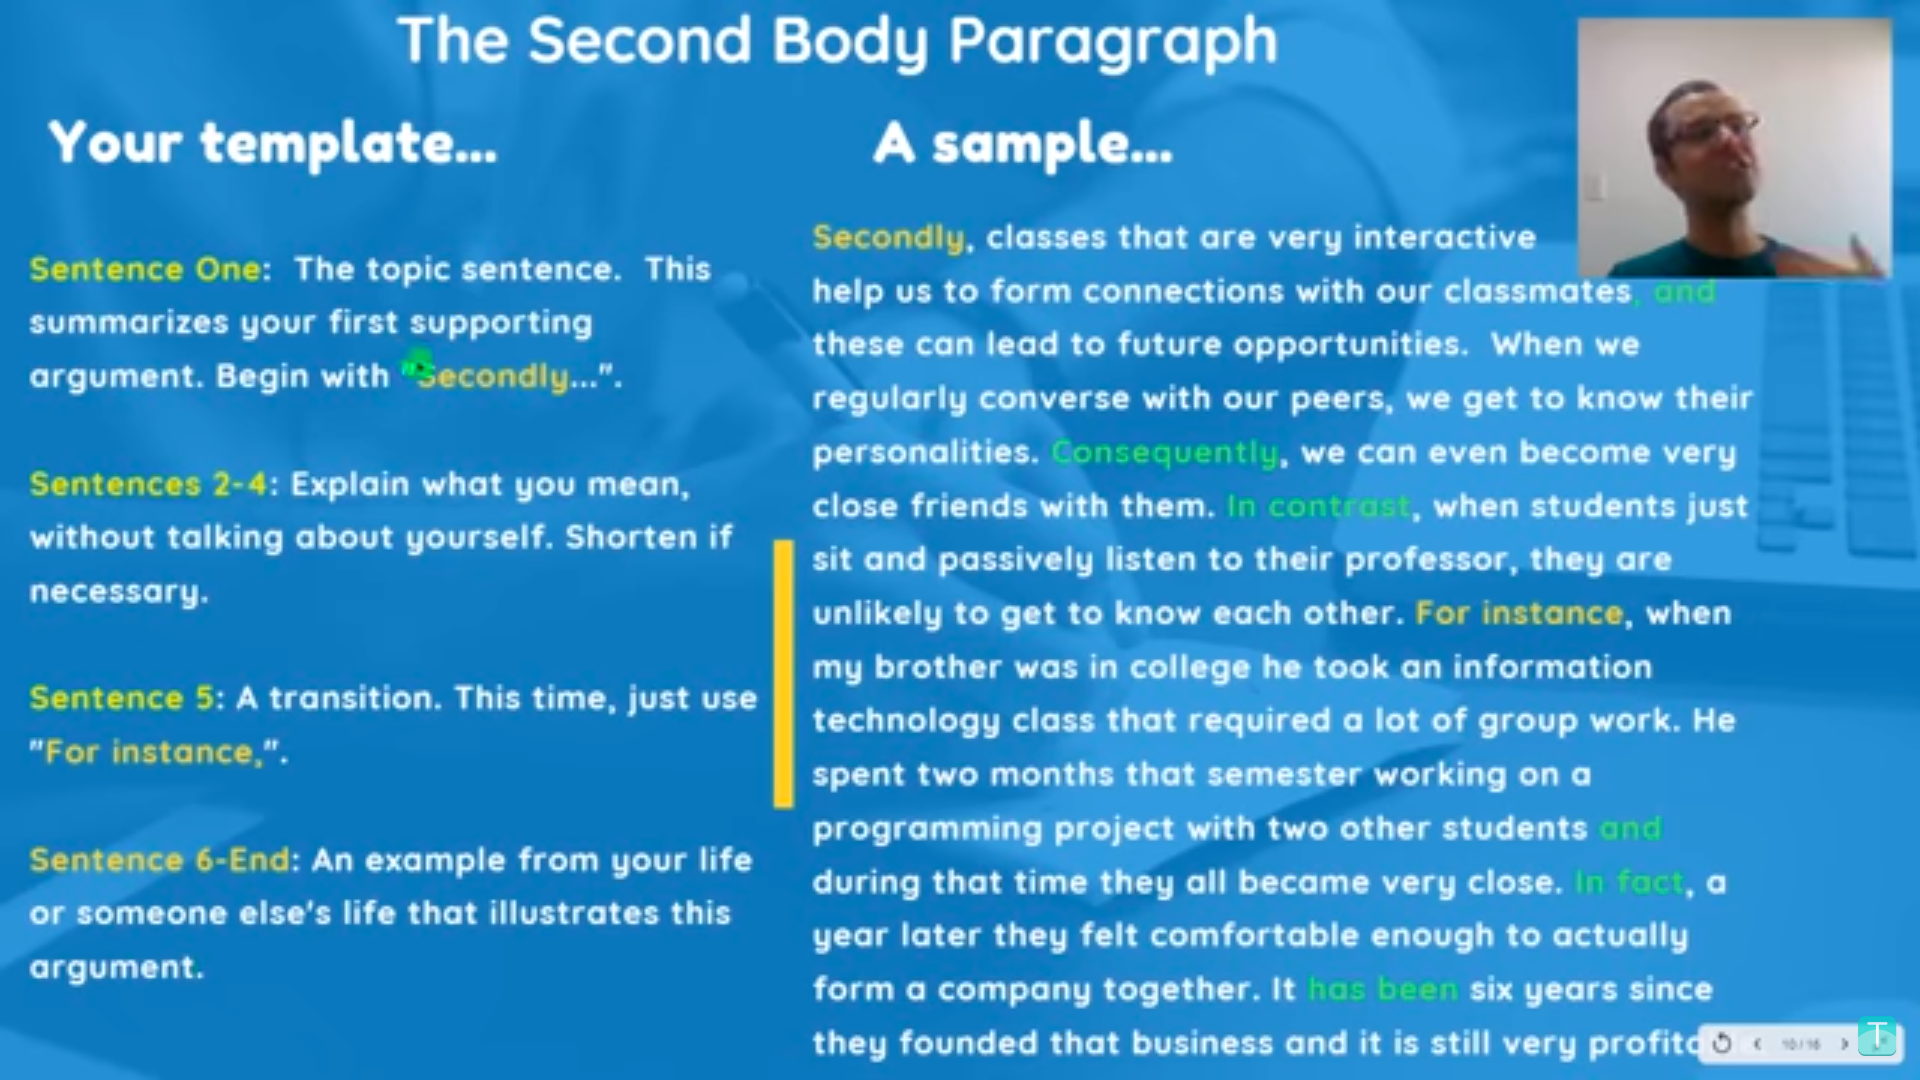 The Second Body Paragraph
Your template...
Sentence One:  The topic sentence.  This
summarizes your first supporting
argument. Begin with "Secondly...".
Sentences 2-4: Explain what you mean,
without talking about yourself. Shorten if
necessary.
Sentence 5: A transition. This time, just use
"For instance,".
Sentence 6-End: An example from your life
or someone else's life that illustrates this
argument.
A sample...
Secondly, classes that are very interactive
help us to form connections with our classmates, and
these can lead to future opportunities.  When we
regularly converse with our peers, we get to know their
personalities. Consequently, we can even become very
close friends with them. In contrast, when students just
sit and passively listen to their professor, they are
unlikely to get to know each other. For instance, when
my brother was in college he took an information
technology class that required a lot of group work. He
spent two months that semester working on a
programming project with two other students and
during that time they all became very close. In fact, a
year later they felt comfortable enough to actually
form a company together. It has been six years since
they founded that business and it is still very
10/16
T